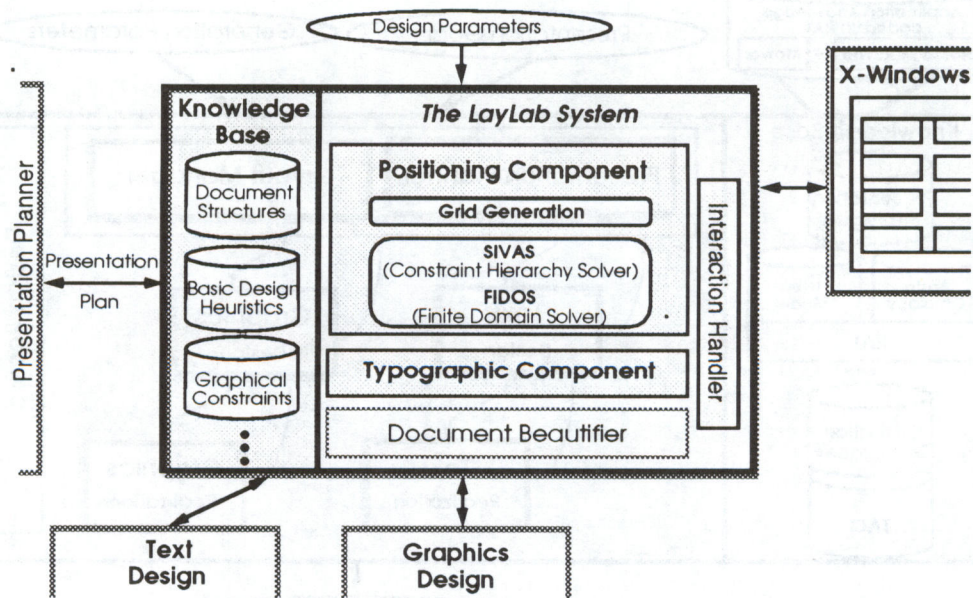 Design Parameters
X-Windows
Knowledge
Base
The LayLab System
Document
Structures
Basic Design
Heuristics
Graphical
Constraints
Positioning Component
Grid Generation
SIVAS
(Constraint Hierarchy Solver)
FIDOS
(Finite Domain Solver)
Typographic Component
Document Beautifier
Interaction Handler
Presentation Planner
Presentation
Plan
Text
Design
Graphics
Design